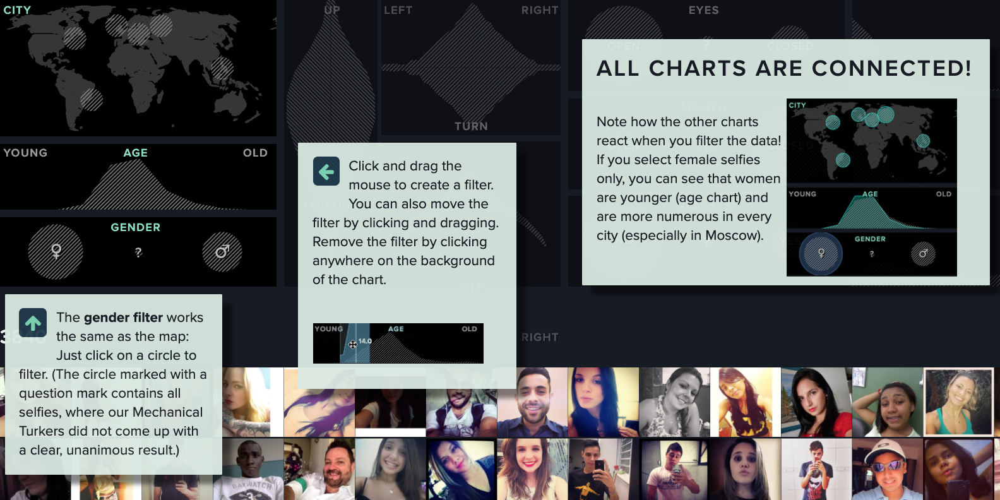 CITY
UP
LEFT
RIGHT
EYES
OPEN
?
CLOSED
ALL CHARTS ARE CONNECTED!
MOUTH
TURN
Note how the other charts
react when you filter the data!
If you select female selfies
only, you can see that women
are younger (age chart) and
are more numerous in every
city (especially in Moscow).
CITY
YOUNG
AGE
OLD
GENDER
?
YOUNG
AGE
OLD
GENDER
?
Click and drag the
mouse to create a filter.
You can also move the
filter by clicking and dragging.
Remove the filter by clicking
anywhere on the background
of the chart.
TILT
YOUNG
AGE
OLD
14.0
RIGHT
3840
The gender filter works
the same as the map:
Just click on a circle to
filter. (The circle marked with a
question mark contains all
selfies, where our Mechanical
Turkers did not come up with
a clear, unanimous result.)
BAKWATCH